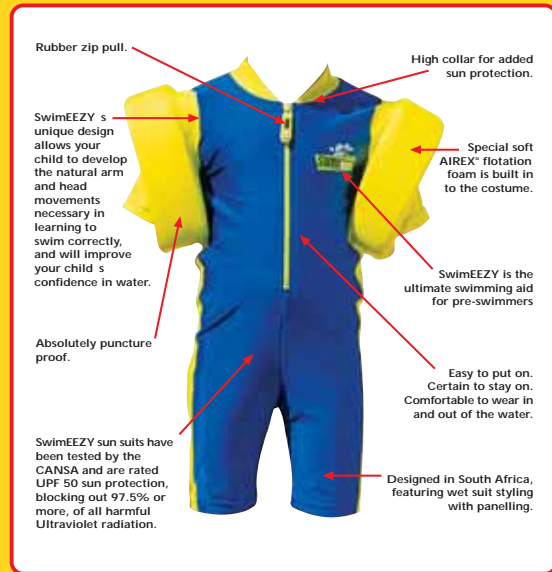 Rubber zip pull.
High collar for added
sun protection.
SwimEEZY s
unique design
allows your
child to develop
the natural arm
and head
movements
necessary in
learning to
swim correctly,
and will improve
your child s
confidence in water.
Special soft
AIREX® flotation
foam is built in
to the costume.
SwimEEZY is the
ultimate swimming aid
for pre-swimmers
Absolutely puncture
proof.
Easy to put on.
Certain to stay on.
Comfortable to wear in
and out of the water.
SwimEEZY sun suits have
been tested by the
CANSA and are rated
UPF 50 sun protection,
blocking out 97.5% or
more, of all harmful
Ultraviolet radiation.
Designed in South Africa,
featuring wet suit styling
with panelling.